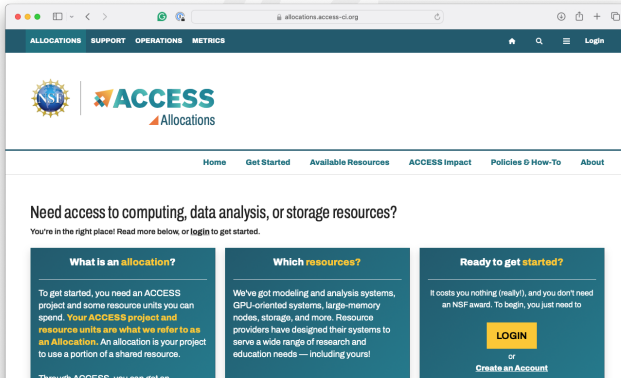 allocations.access-ci.org
ALLOCATIONS SUPPORT OPERATIONS METRICS
Login
NSF
ACCESS
Allocations
Home Get Started Available Resources ACCESS Impact Policies & How-To About
Need access to computing, data analysis, or storage resources?
You're in the right place! Read more below, or login to get started.
What is an allocation?
To get started, you need an ACCESS
project and some resource units you can
spend. Your ACCESS project and
resource units are what we refer to as
an Allocation. An allocation is your project
to use a portion of a shared resource.
Through ACCESS, you can get an
Which resources?
We've got modeling and analysis systems,
GPU-oriented systems, large-memory
nodes, storage, and more. Resource
providers have designed their systems to
serve a wide range of research and
education needs — including yours!
Ready to get started?
It costs you nothing (really!), and you don't need
an NSF award. To begin, you just need to
LOGIN
or
Create an Account